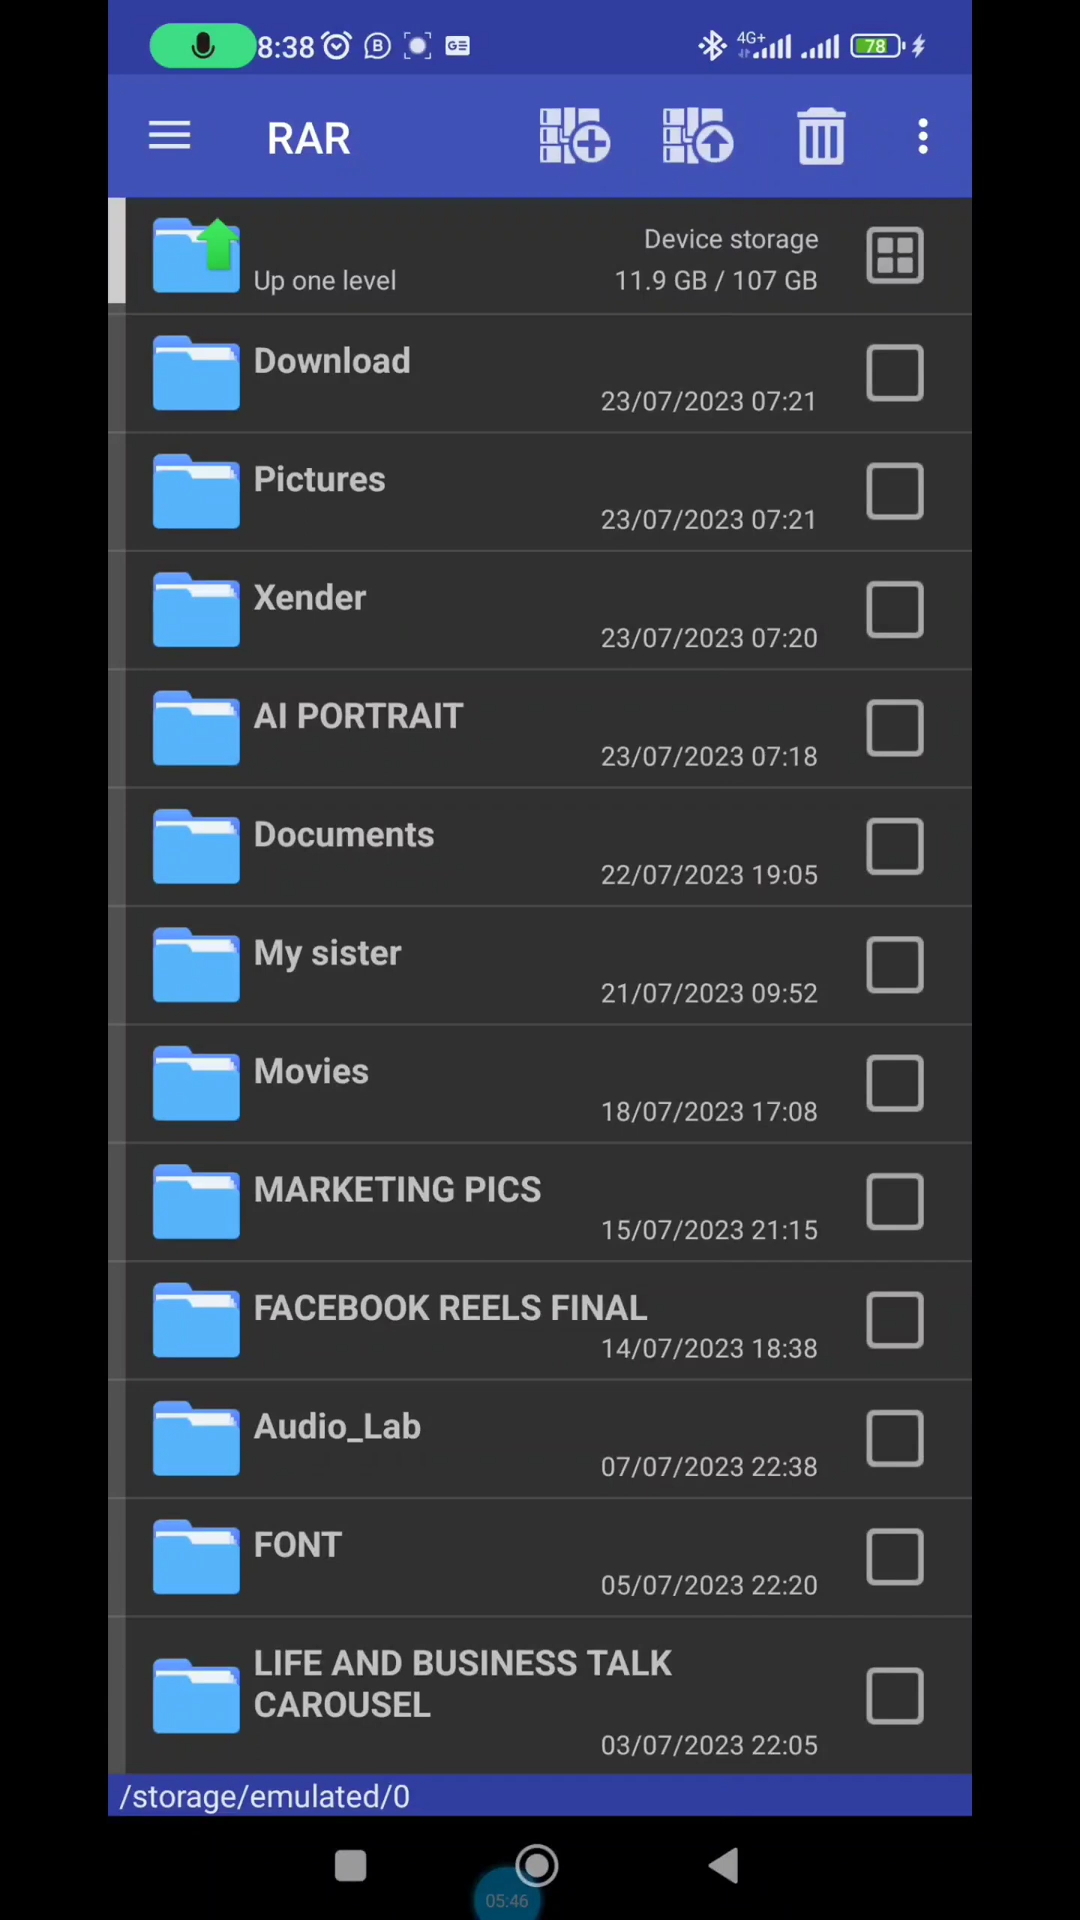 8:38
4G+
78
RAR
Device storage
Up one level
11.9 GB / 107 GB
Download
23/07/2023 07:21
Pictures
23/07/2023 07:21
Xender
23/07/2023 07:20
AI PORTRAIT
23/07/2023 07:18
Documents
22/07/2023 19:05
My sister
21/07/2023 09:52
Movies
18/07/2023 17:08
MARKETING PICS
15/07/2023 21:15
FACEBOOK REELS FINAL
14/07/2023 18:38
Audio_Lab
07/07/2023 22:38
FONT
05/07/2023 22:20
LIFE AND BUSINESS TALK
CAROUSEL
03/07/2023 22:05
/storage/emulated/0
05:46